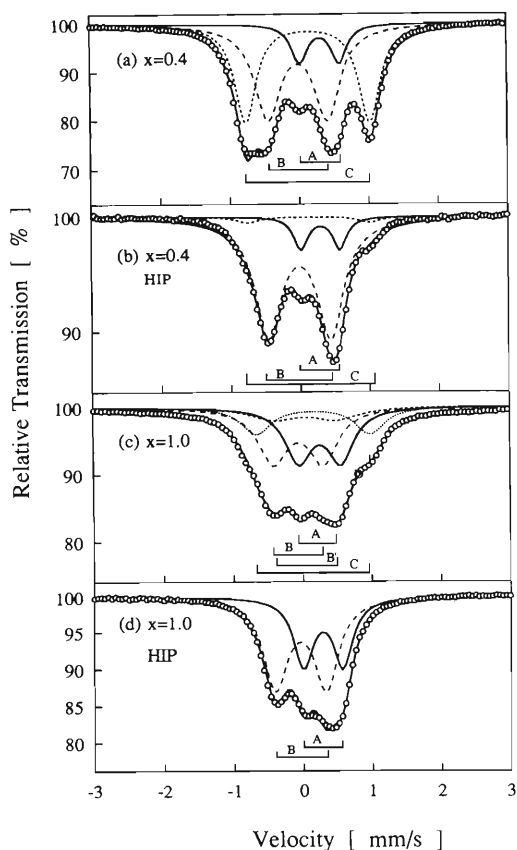 100
90
80
70
(a) x=0.4
B
A
C
100
90
(b) x=0.4
HIP
A
B
C
100
90
80
(c) x=1.0
A
B
B'
C
100
95
90
85
80
(d) x=1.0
HIP
A
B
-3 -2 -1 0 1 2 3
Velocity [ mm/s ]
Relative Transmission [ % ]